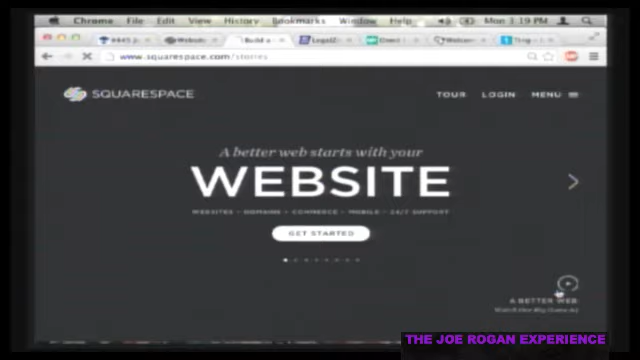 Chrome File Edit View History Bookmarks Window Help Mon 3:19 PM
Website
www.squarespace.com/stories
SQUARESPACE
TOUR LOGIN MENU
A better web starts with your
WEBSITE
WEBSITES • DOMAINS • COMMERCE • MOBILE • 24/7 SUPPORT
GET STARTED
A BETTER WEB
THE JOE ROGAN EXPERIENCE